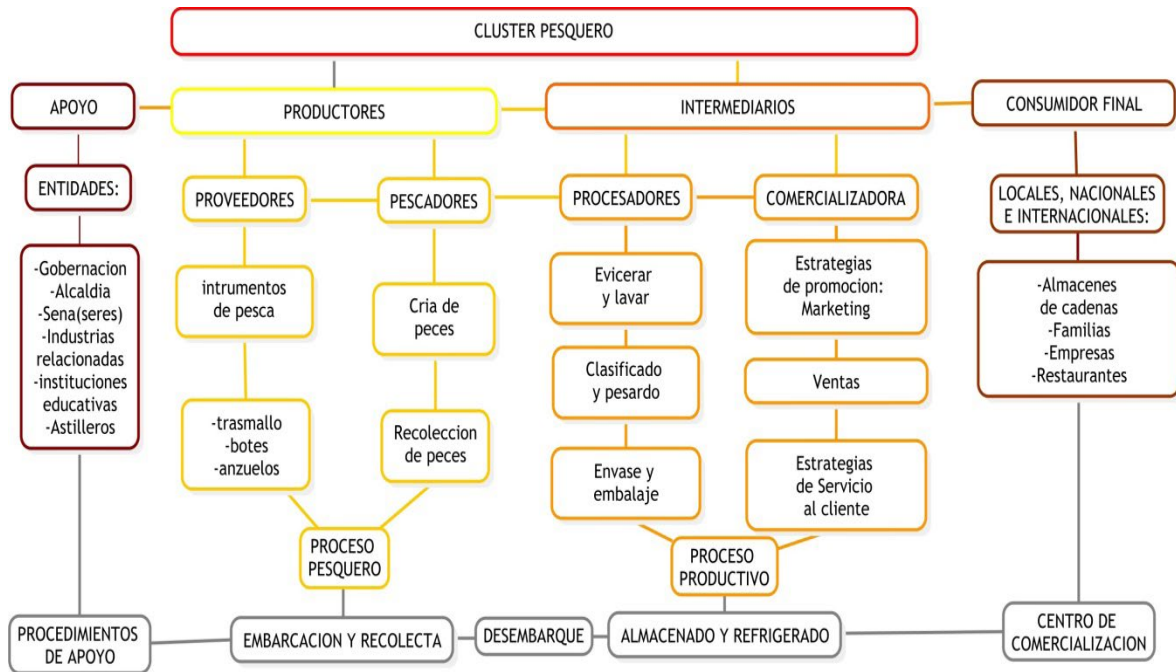 CLUSTER PESQUERO
APOYO
PRODUCTORES
INTERMEDIARIOS
CONSUMIDOR FINAL
ENTIDADES:
PROVEEDORES
PESCADORES
PROCESADORES
COMERCIALIZADORA
LOCALES, NACIONALES
E INTERNACIONALES:
-Gobernacion
-Alcaldia
-Sena(seres)
-Industrias
relacionadas
-instituciones
educativas
-Astilleros
intrumentos
de pesca
Cria de
peces
Evicerar
y lavar
Estrategias
de promocion:
Marketing
-Almacenes
de cadenas
-Familias
-Empresas
-Restaurantes
Clasificado
y pesardo
Ventas
-trasmallo
-botes
-anzuelos
Recoleccion
de peces
Envase y
embalaje
Estrategias
de Servicio
al cliente
PROCESO
PESQUERO
PROCESO
PRODUCTIVO
PROCEDIMIENTOS
DE APOYO
EMBARCACION Y RECOLECTA
DESEMBARQUE
ALMACENADO Y REFRIGERADO
CENTRO DE
COMERCIALIZACION